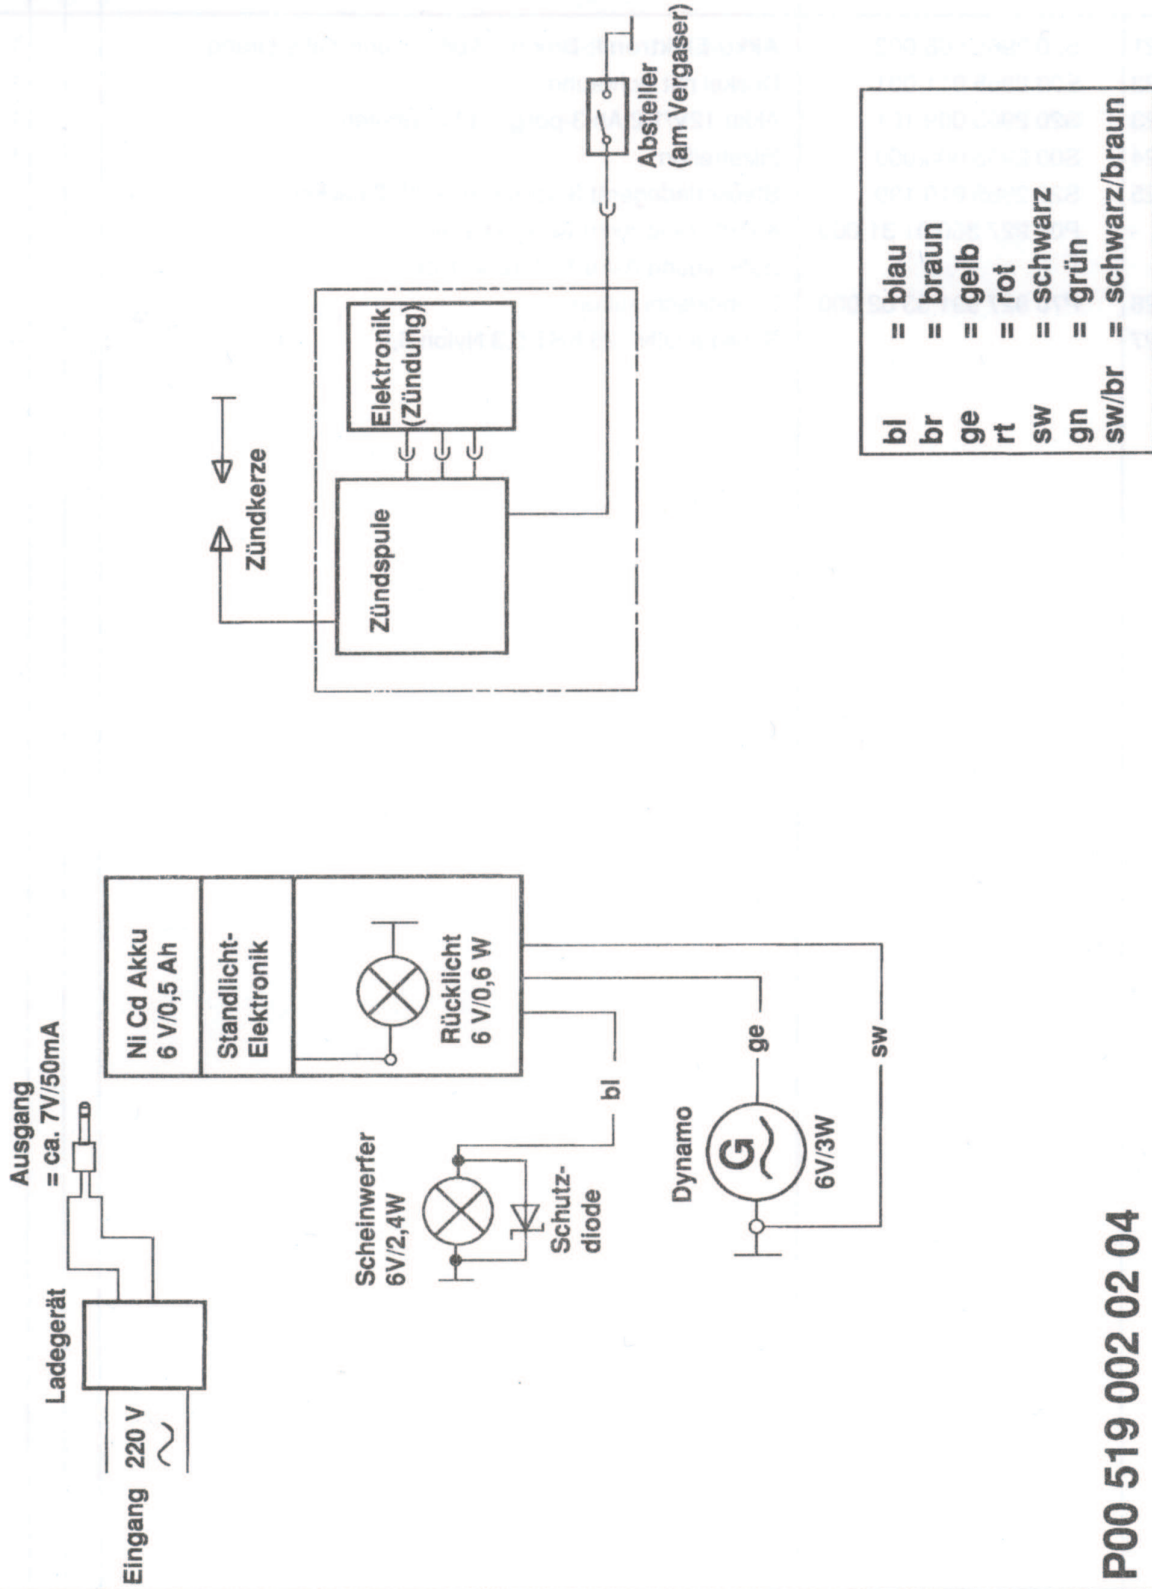 Eingang
220 V
Ladegerät
Ausgang
= ca. 7V/50mA
Ni Cd Akku
6 V/0,5 Ah
Standlicht-
Elektronik
Rücklicht
6 V/0,6 W
Scheinwerfer
6V/2,4W
Schutz-
diode
bl
Dynamo
G
6V/3W
ge
sw
Zündkerze
Zündspule
Elektronik
(Zündung)
Absteller
(am Vergaser)
bl = blau
br = braun
ge = gelb
rt = rot
sw = schwarz
gn = grün
sw/br = schwarz/braun
P00 519 002 02 04